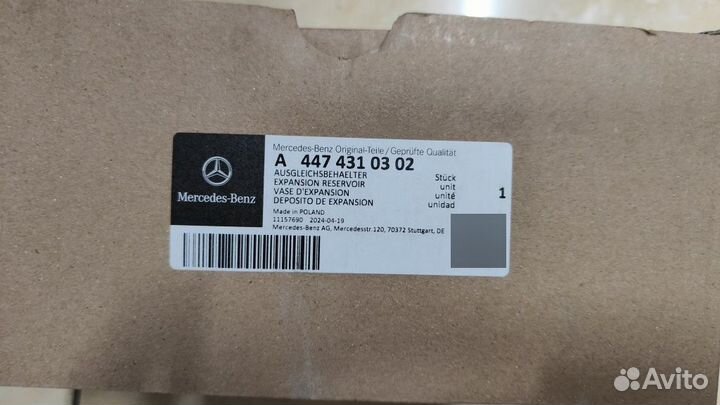 Mercedes-Benz Original-Teile / Geprüfte Qualität
A 447 431 03 02
AUSGLEICHSBEHAELTER Stück
EXPANSION RESERVOIR unit
VASE D'EXPANSION unité 1
DEPOSITO DE EXPANSION unidad
Made in POLAND
11157690 2024-04-19
Mercedes-Benz AG, Mercedesstr.120, 70372 Stuttgart, DE
Mercedes-Benz
Avito